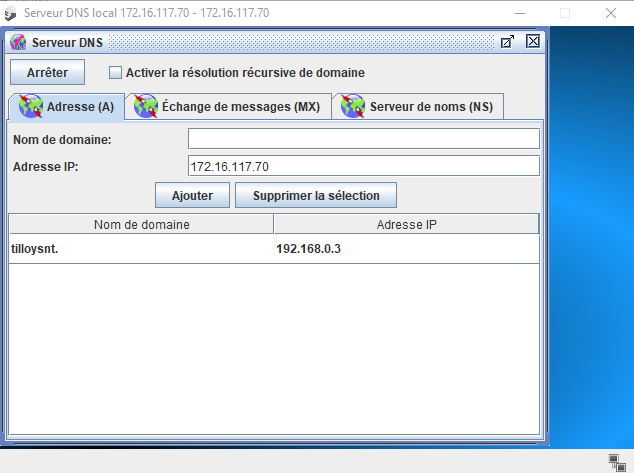 Serveur DNS local 172.16.117.70 - 172.16.117.70
Serveur DNS
Arrêter
Activer la résolution récursive de domaine
Adresse (A)
Échange de messages (MX)
Serveur de noms (NS)
Nom de domaine:
Adresse IP:
172.16.117.70
Ajouter
Supprimer la sélection
Nom de domaine
Adresse IP
tilloysnt.
192.168.0.3